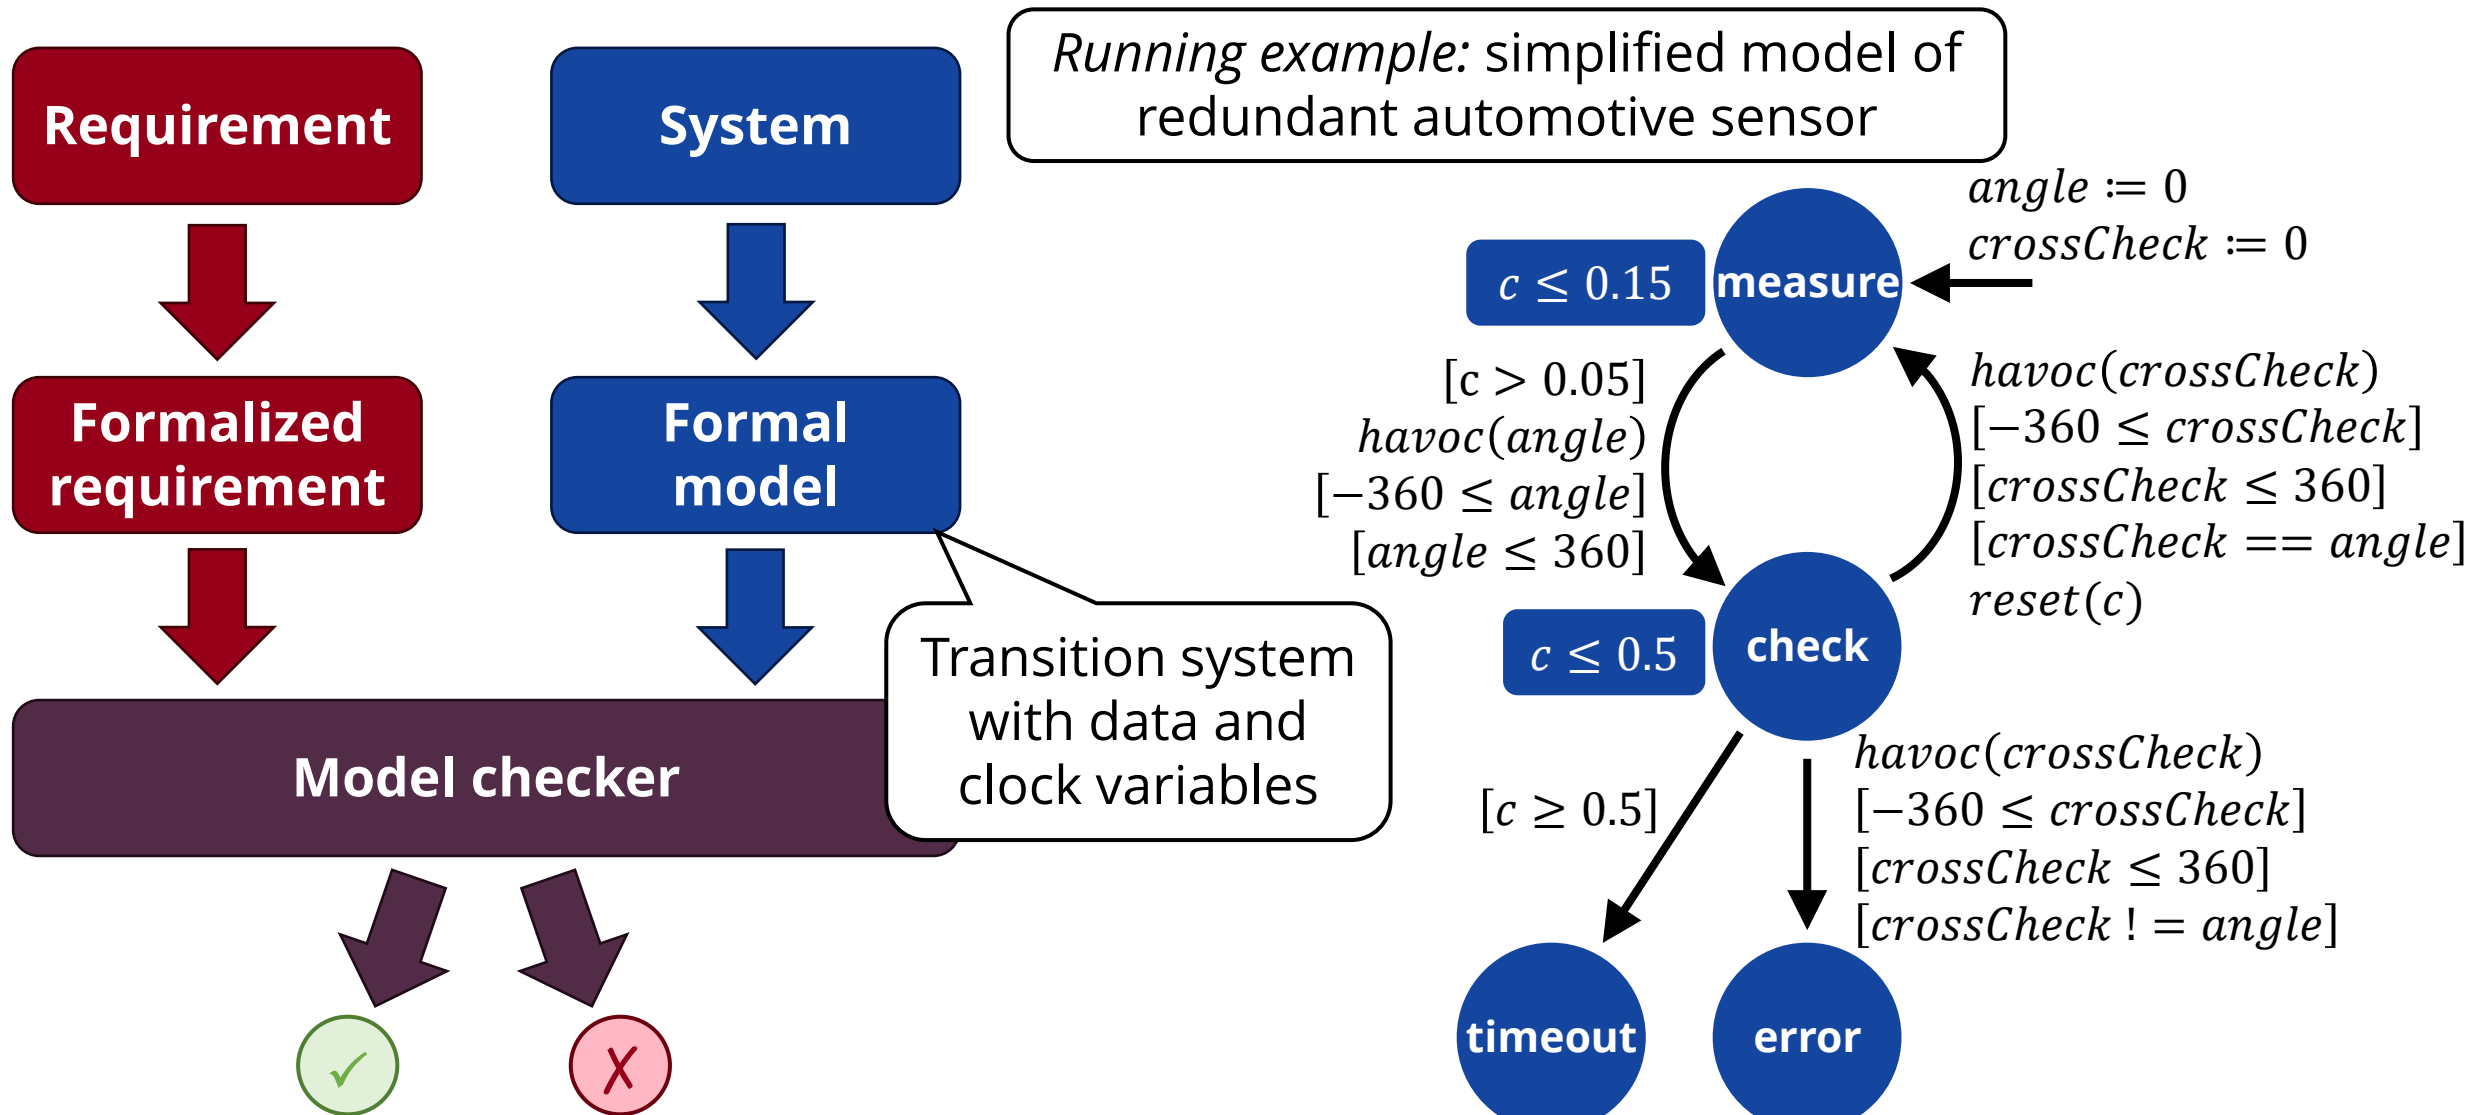 Requirement
System
Formalized
requirement
Formal
model
Model checker
Transition system
with data and
clock variables
✓
✗
Running example: simplified model of
redundant automotive sensor
angle ≔ 0
crossCheck ≔ 0
measure
c ≤ 0.15
[c > 0.05]
havoc(angle)
[−360 ≤ angle]
[angle ≤ 360]
havoc(crossCheck)
[−360 ≤ crossCheck]
[crossCheck ≤ 360]
[crossCheck == angle]
reset(c)
check
c ≤ 0.5
[c ≥ 0.5]
havoc(crossCheck)
[−360 ≤ crossCheck]
[crossCheck ≤ 360]
[crossCheck ! = angle]
timeout
error